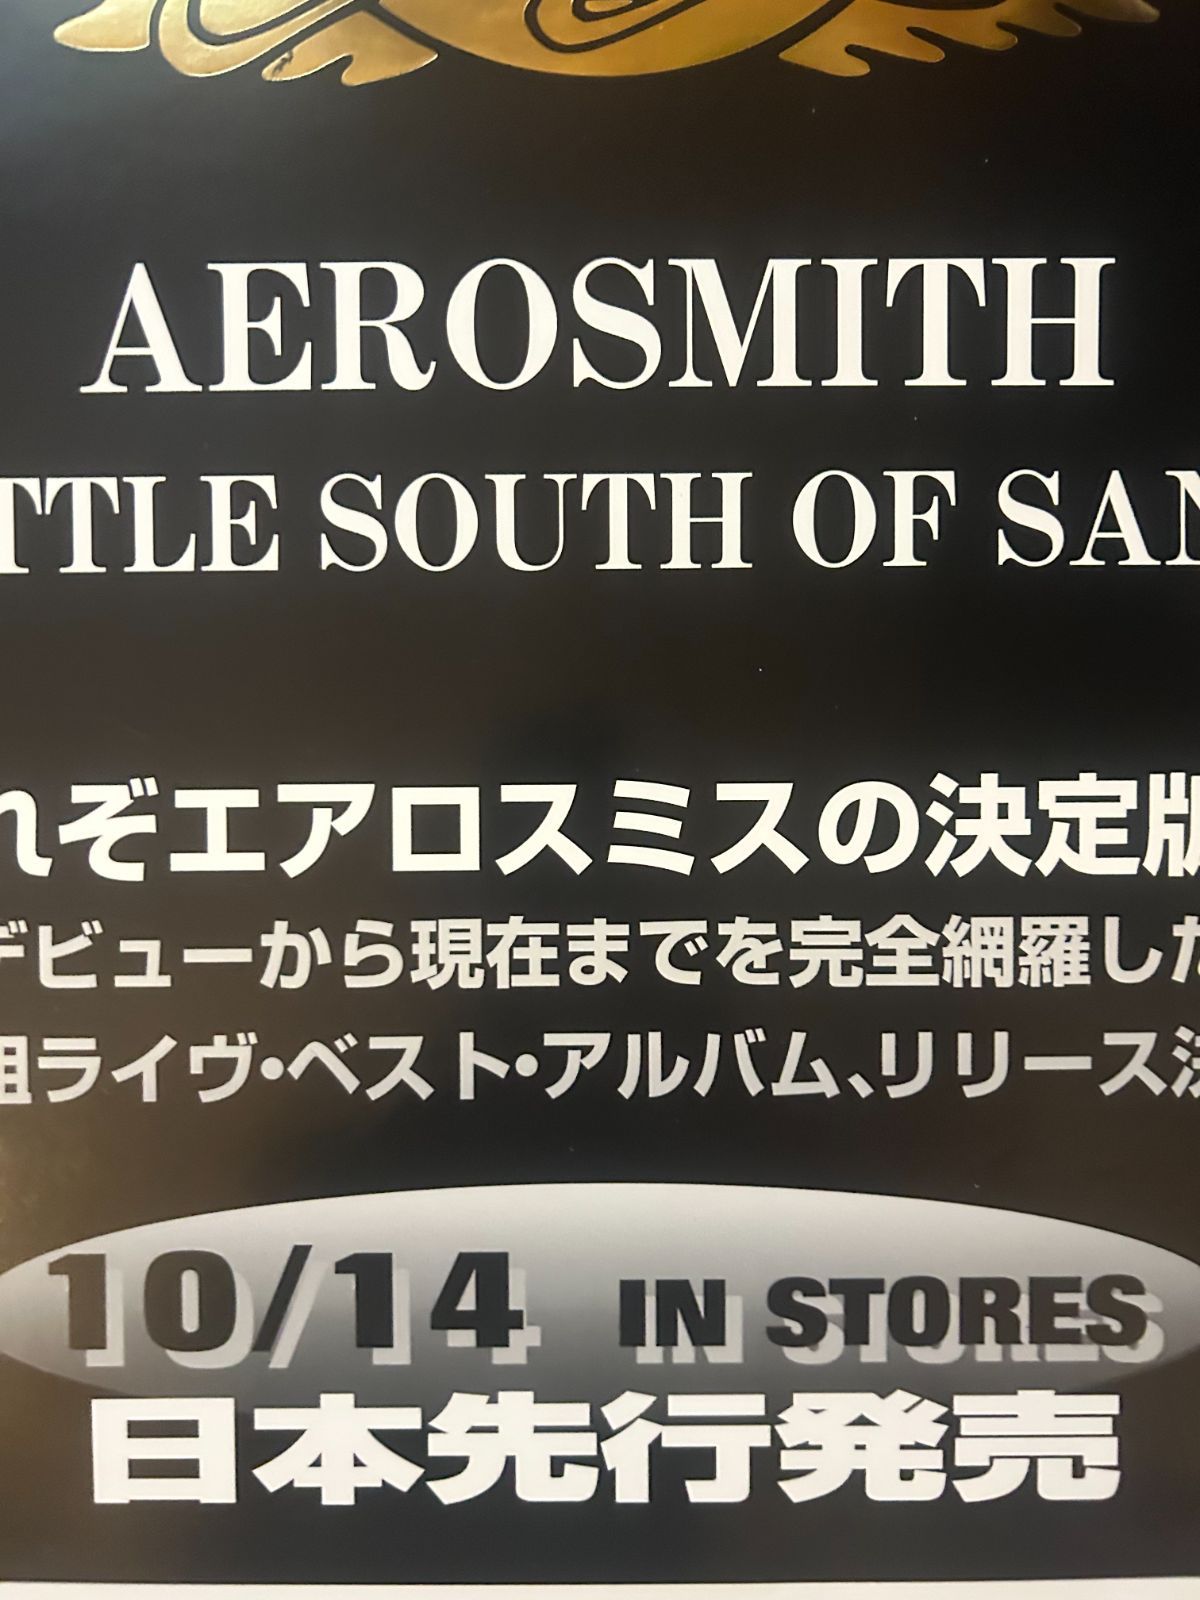 AEROSMITH
TTLE SOUTH OF SAN
れぞエアロスミスの決定版
デビューから現在までを完全網羅した
組ライヴ・ベスト・アルバム、リリース決
10/14 IN STORES
日本先行発売